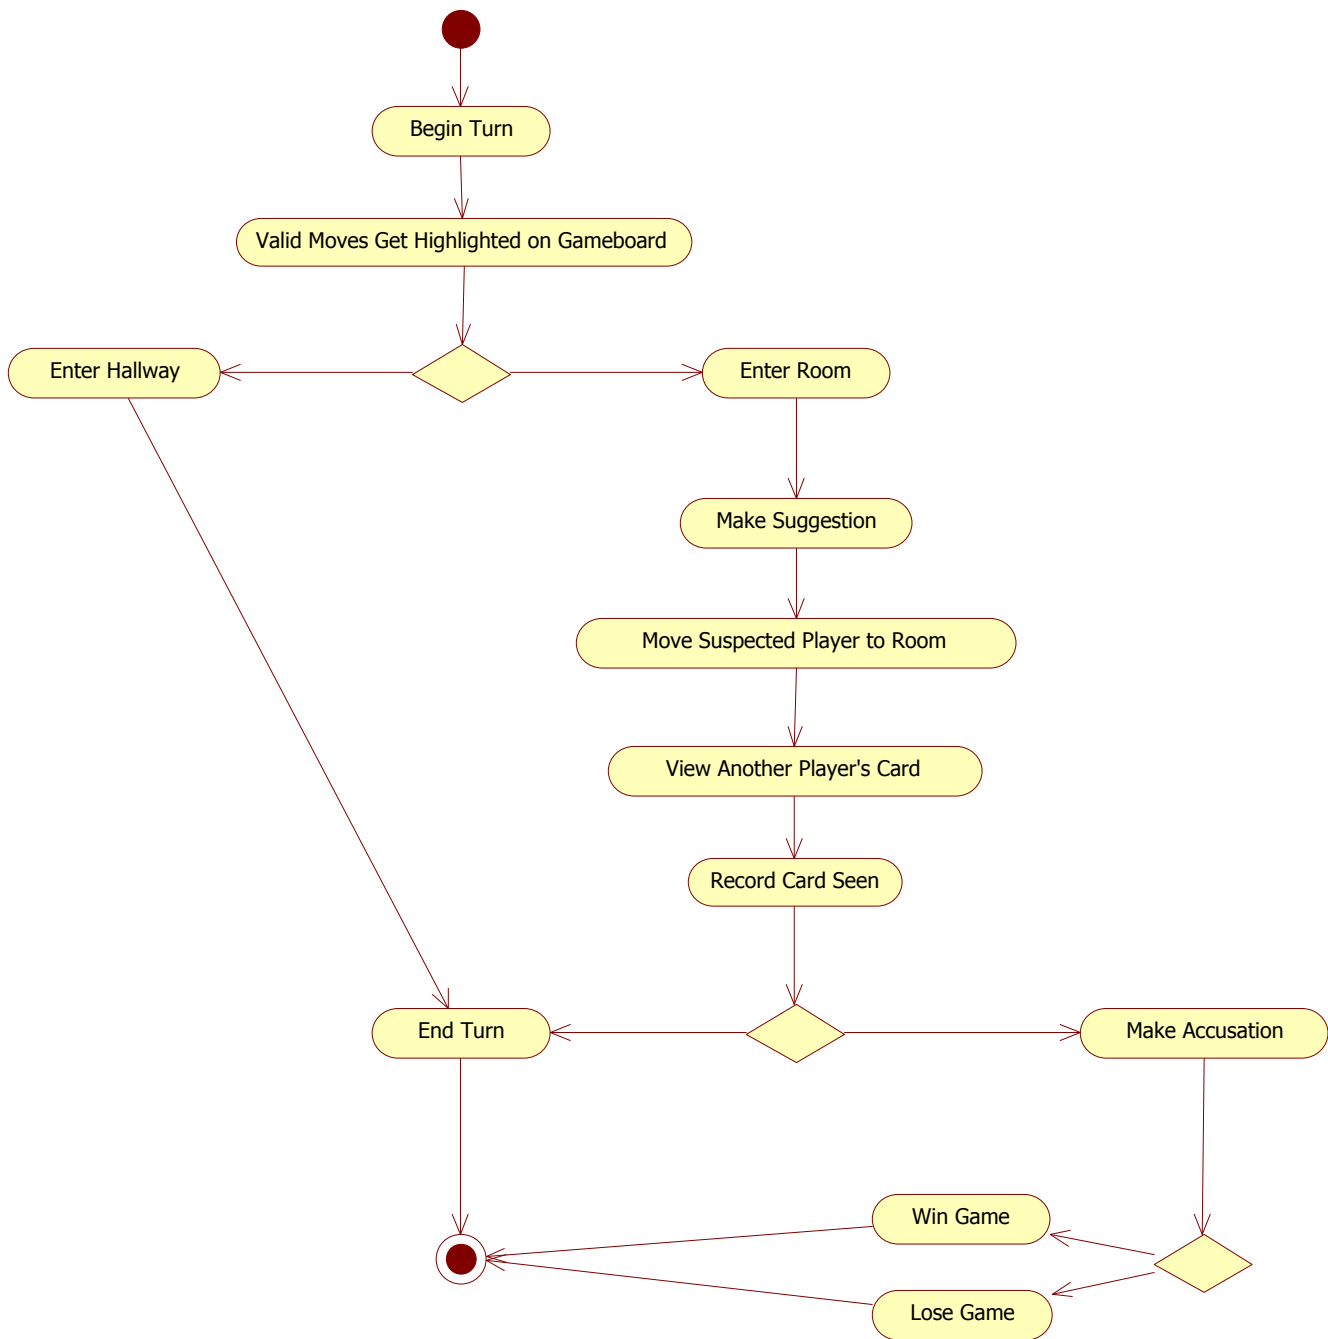 Begin Turn
Valid Moves Get Highlighted on Gameboard
Enter Hallway
Enter Room
Make Suggestion
Move Suspected Player to Room
View Another Player's Card
Record Card Seen
End Turn
Make Accusation
Win Game
Lose Game